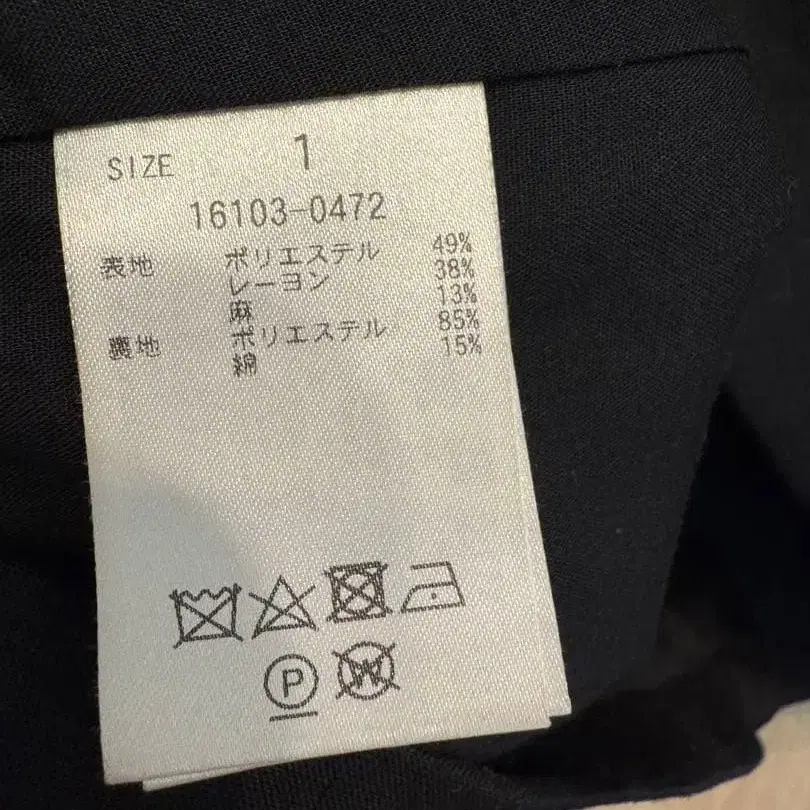 SIZE 1
16103-0472
表地 ポリエステル 49%
レーヨン 38%
麻 13%
裏地 ポリエステル 85%
綿 15%
P W